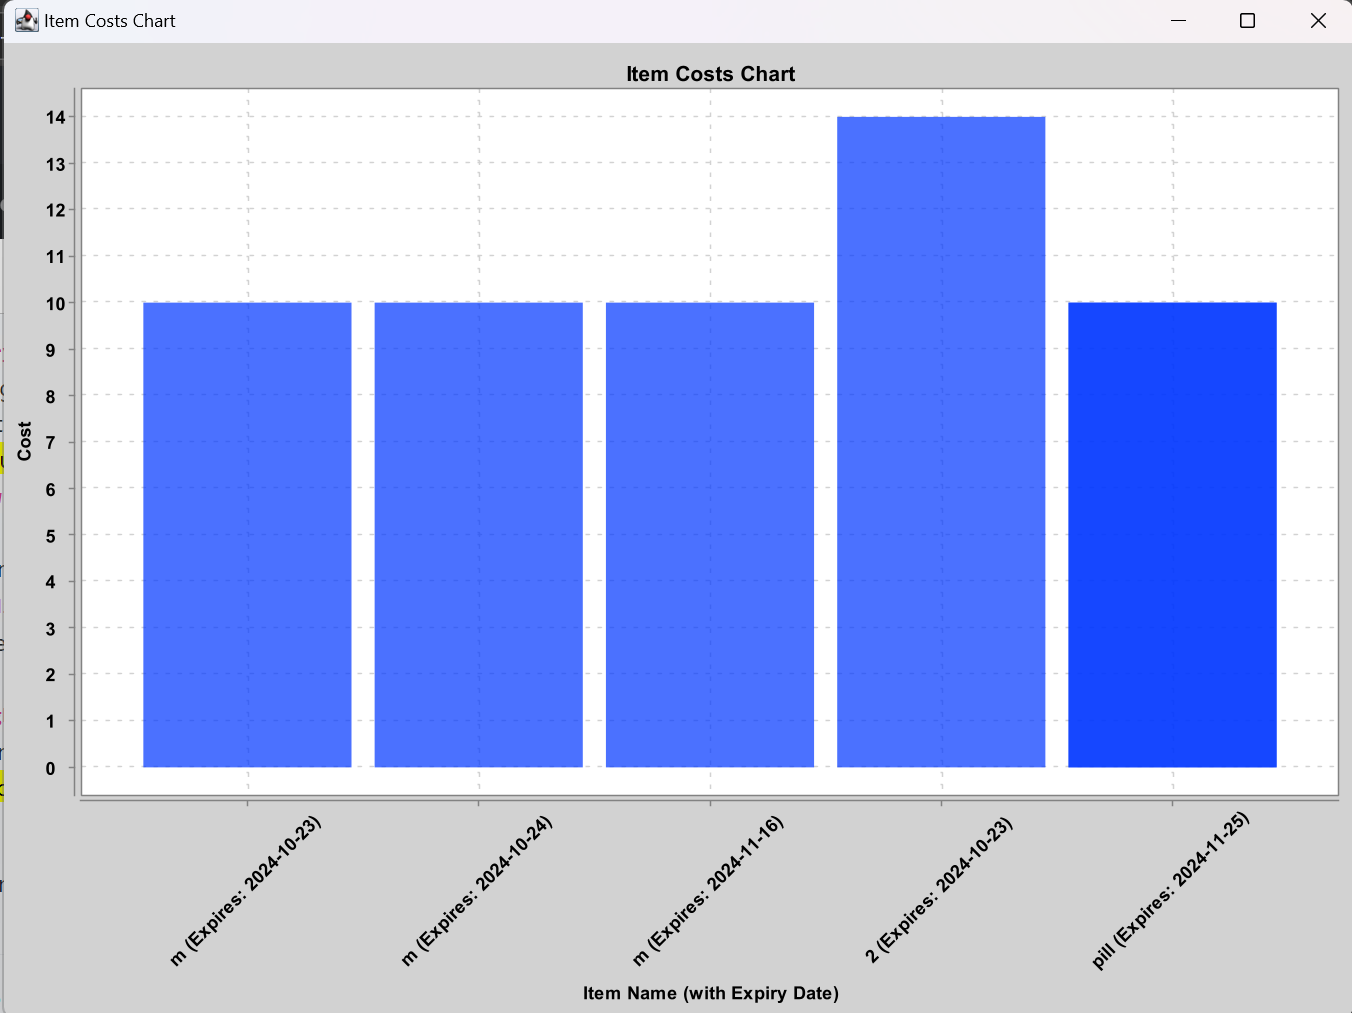 Item Costs Chart
Item Costs Chart
14
13
12
11
10
9
8
7
6
5
4
3
2
1
0
Cost
m (Expires: 2024-10-23)
m (Expires: 2024-10-24)
m (Expires: 2024-11-16)
2 (Expires: 2024-10-23)
pill (Expires: 2024-11-25)
Item Name (with Expiry Date)